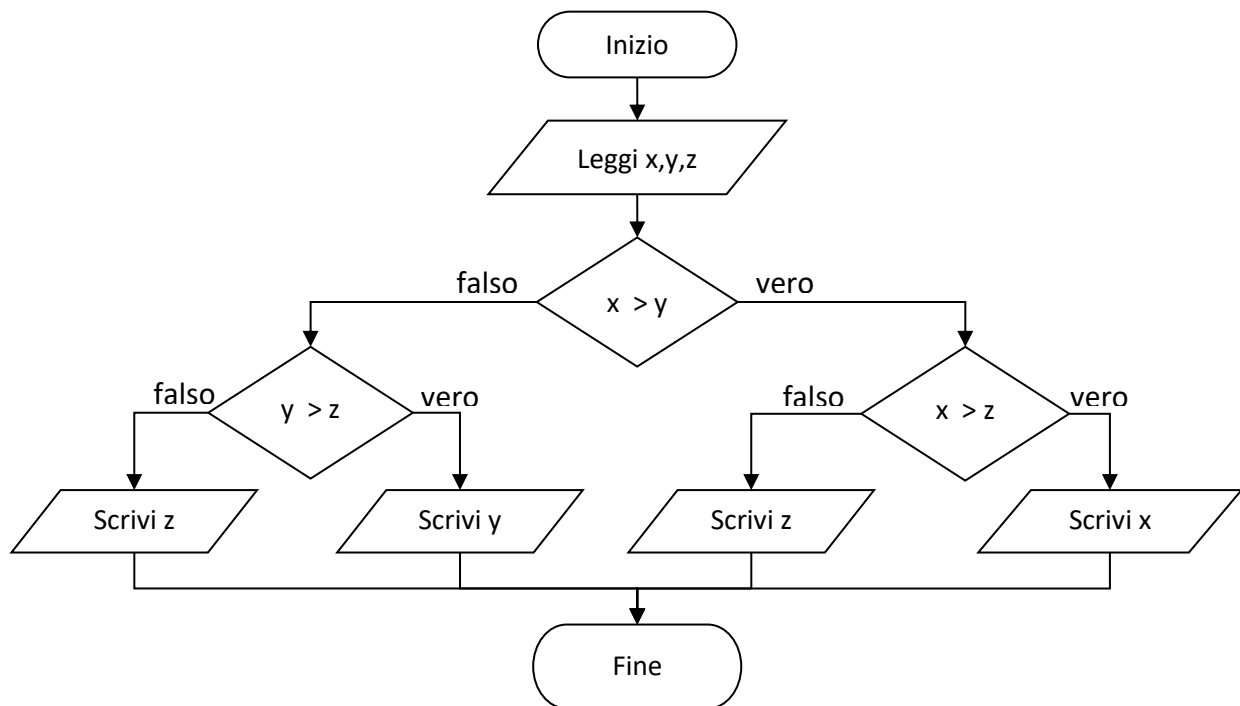 Inizio
Leggi x,y,z
falso
x > y
vero
falso
y > z
vero
falso
x > z
vero
Scrivi z
Scrivi y
Scrivi z
Scrivi x
Fine